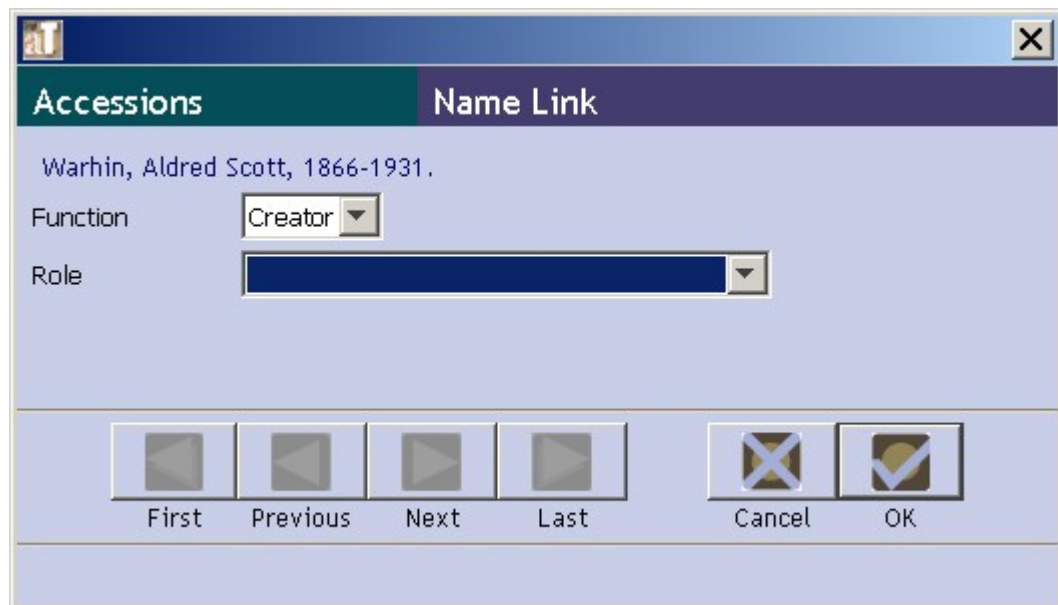 aT
Accessions Name Link
Warhin, Aldred Scott, 1866-1931.
Function Creator
Role
First Previous Next Last Cancel OK